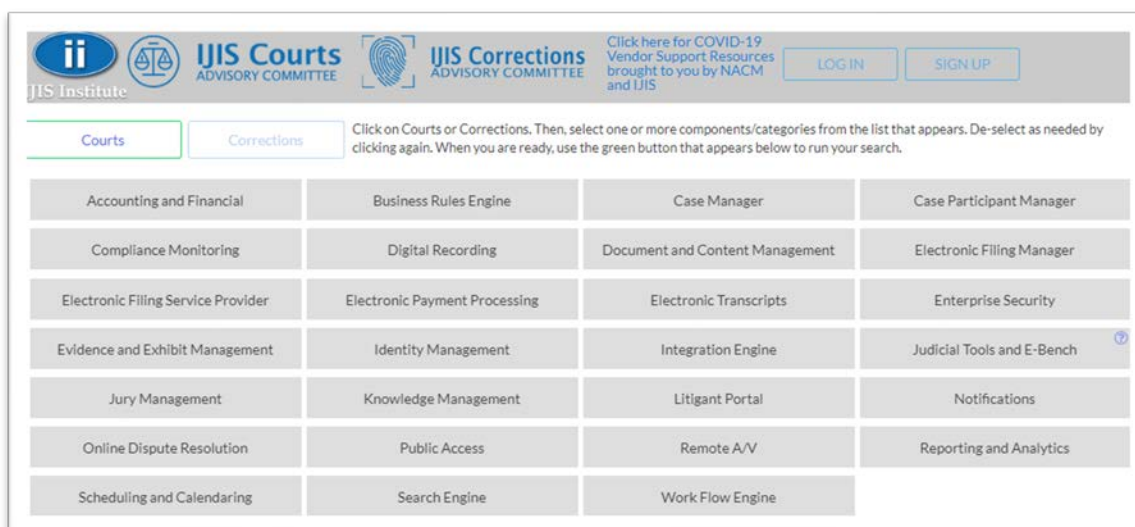 ii
IJIS Institute
IJIS Courts
ADVISORY COMMITTEE
IJIS Corrections
ADVISORY COMMITTEE
Click here for COVID-19
Vendor Support Resources
brought to you by NACM
and IJIS
LOG IN
SIGN UP
Courts
Corrections
Click on Courts or Corrections. Then, select one or more components/categories from the list that appears. De-select as needed by
clicking again. When you are ready, use the green button that appears below to run your search.
Accounting and Financial
Business Rules Engine
Case Manager
Case Participant Manager
Compliance Monitoring
Digital Recording
Document and Content Management
Electronic Filing Manager
Electronic Filing Service Provider
Electronic Payment Processing
Electronic Transcripts
Enterprise Security
Evidence and Exhibit Management
Identity Management
Integration Engine
Judicial Tools and E-Bench
?
Jury Management
Knowledge Management
Litigant Portal
Notifications
Online Dispute Resolution
Public Access
Remote A/V
Reporting and Analytics
Scheduling and Calendaring
Search Engine
Work Flow Engine